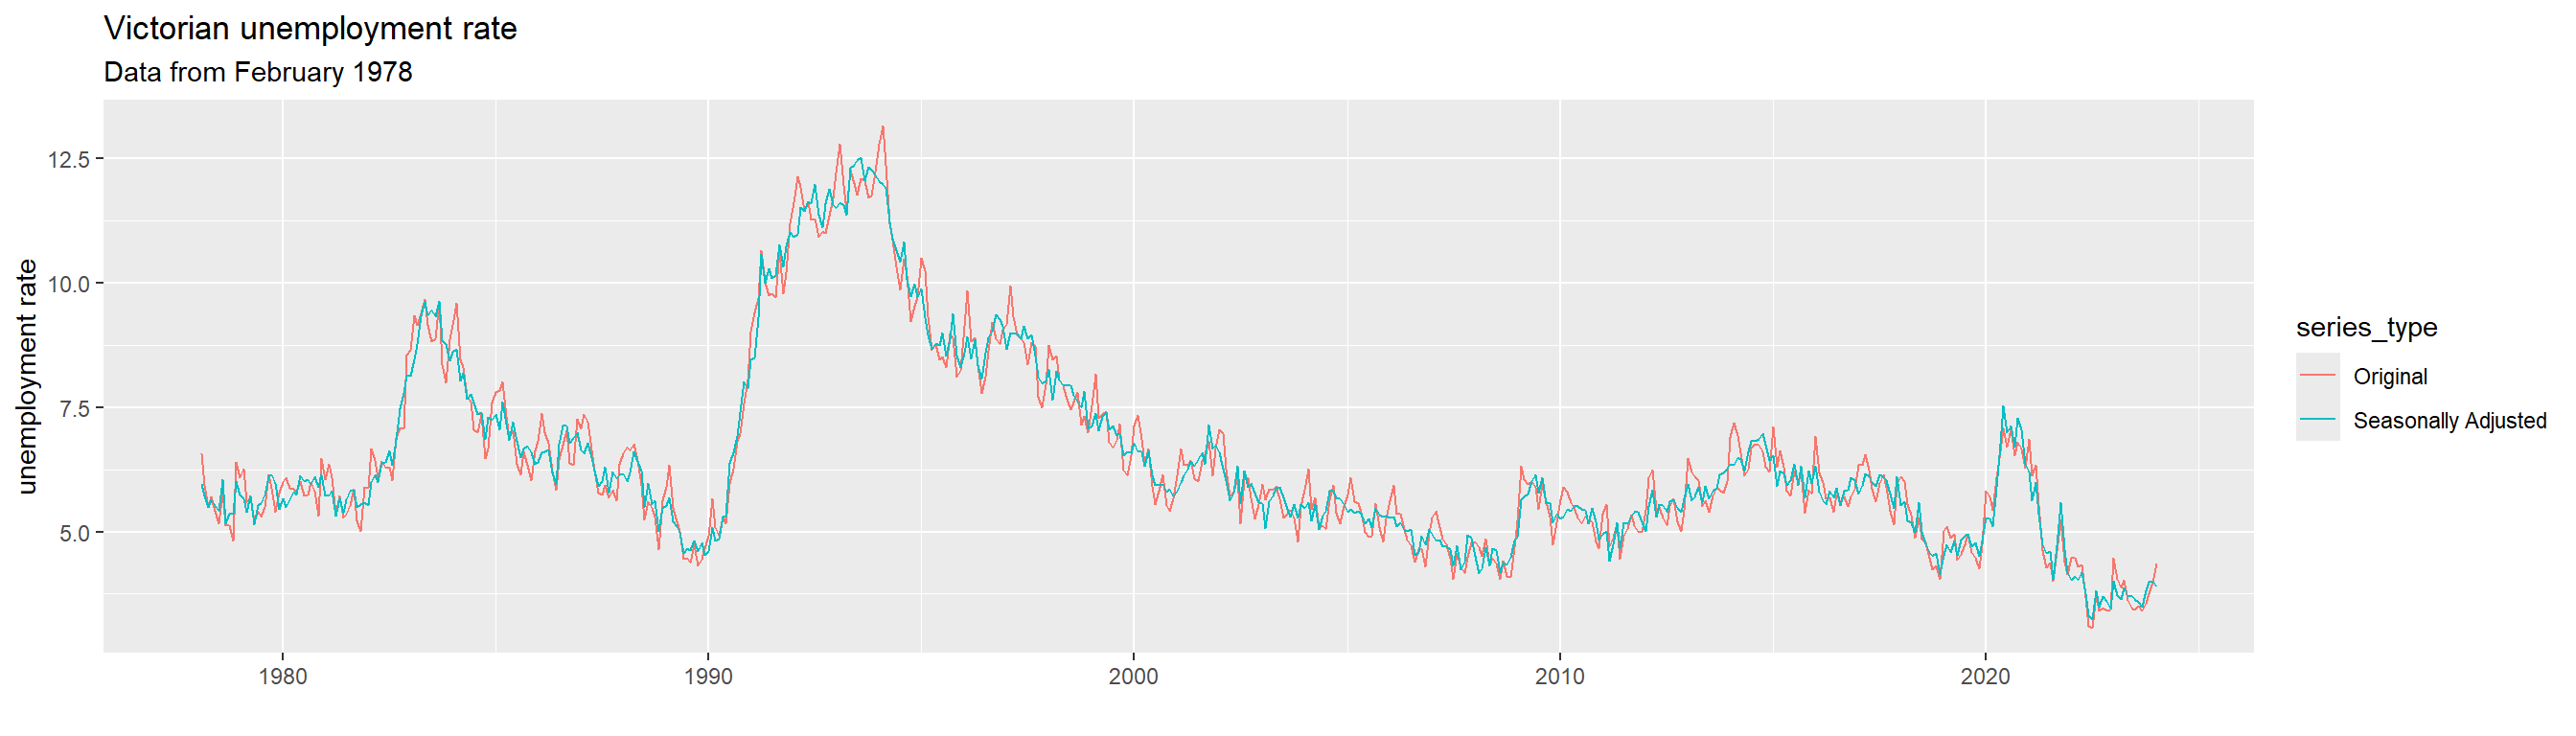 Victorian unemployment rate
Data from February 1978
unemployment rate
12.5
10.0
7.5
5.0
1980
1990
2000
2010
2020
series_type
Original
Seasonally Adjusted